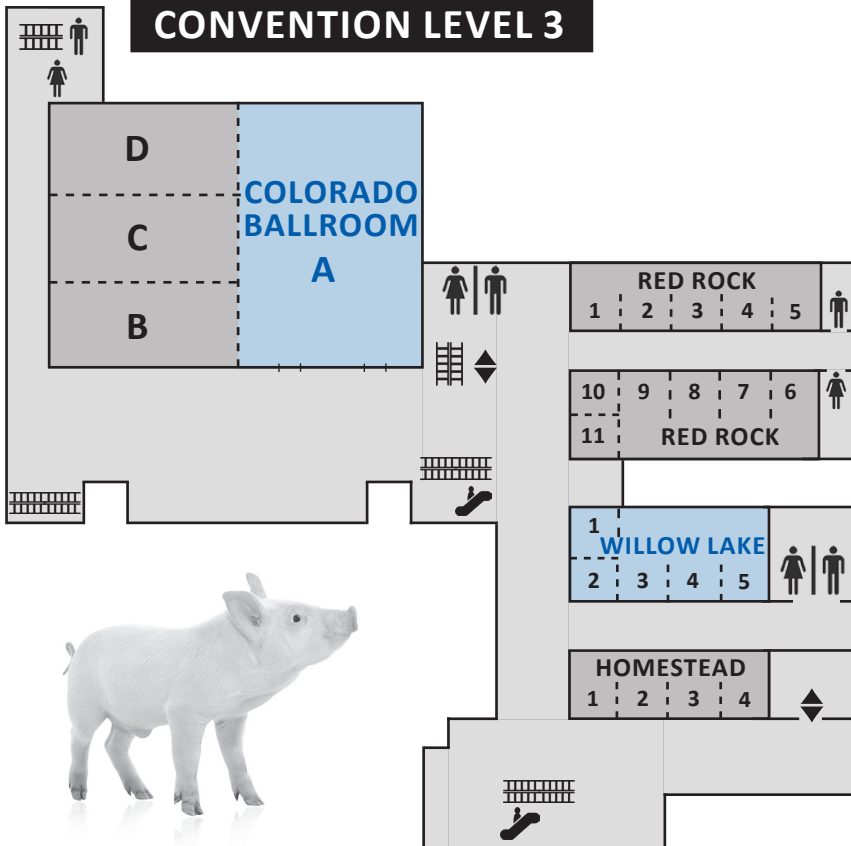 CONVENTION LEVEL 3
D
C
B
COLORADO
BALLROOM
A
RED ROCK
1 2 3 4 5
10 9 8 7 6
11 RED ROCK
1
WILLOW LAKE
2 3 4 5
HOMESTEAD
1 2 3 4